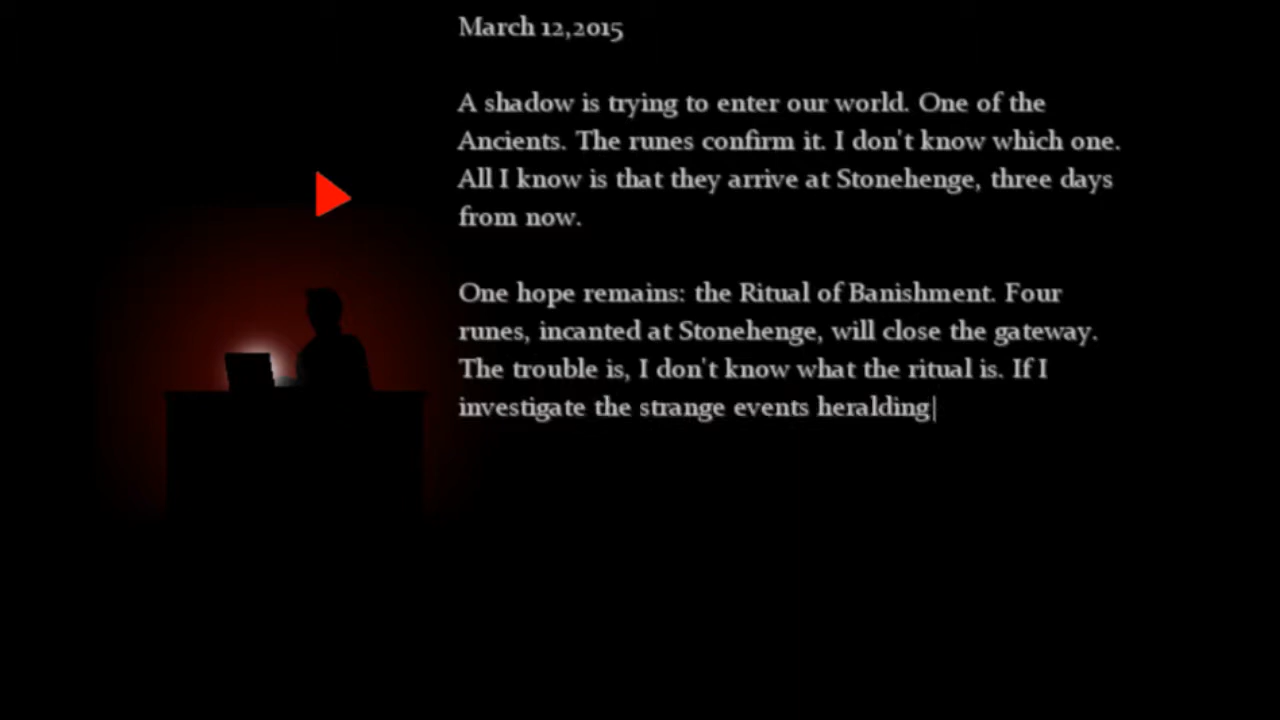 March 12,2015
A shadow is trying to enter our world. One of the
Ancients. The runes confirm it. I don't know which one.
All I know is that they arrive at Stonehenge, three days
from now.
One hope remains: the Ritual of Banishment. Four
runes, incanted at Stonehenge, will close the gateway.
The trouble is, I don't know what the ritual is. If I
investigate the strange events heralding